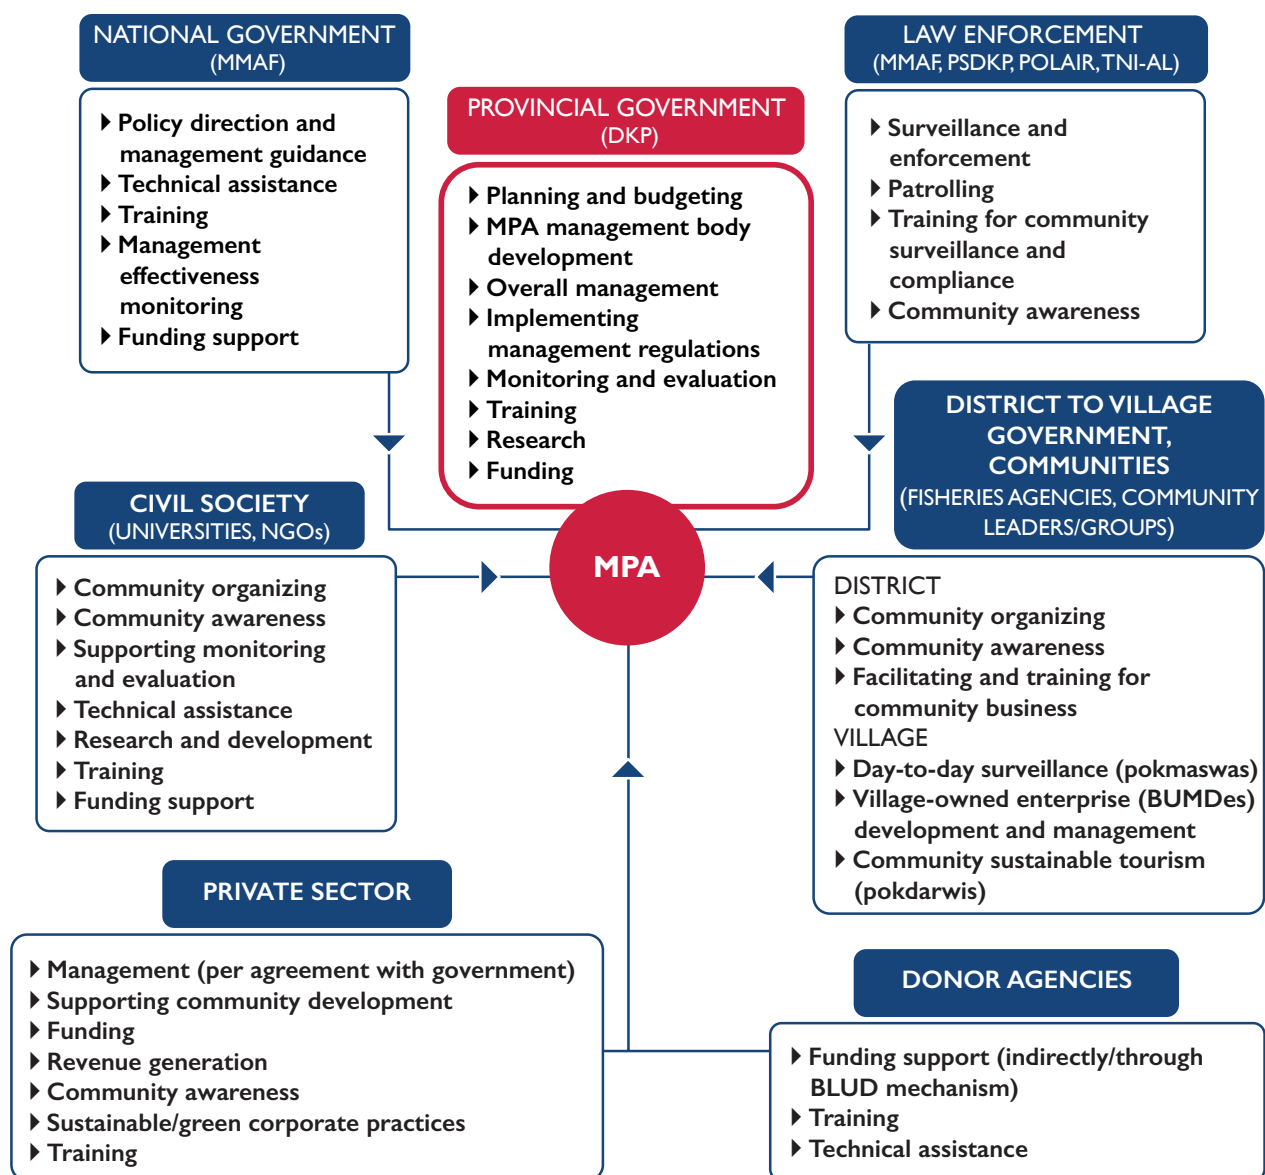 NATIONAL GOVERNMENT
(MMAF)
Policy direction and
management guidance
Technical assistance
Training
Management
effectiveness
monitoring
Funding support
PROVINCIAL GOVERNMENT
(DKP)
Planning and budgeting
MPA management body
development
Overall management
Implementing
management regulations
Monitoring and evaluation
Training
Research
Funding
LAW ENFORCEMENT
(MMAF, PSDKP, POLAIR, TNI-AL)
Surveillance and
enforcement
Patrolling
Training for community
surveillance and
compliance
Community awareness
CIVIL SOCIETY
(UNIVERSITIES, NGOs)
Community organizing
Community awareness
Supporting monitoring
and evaluation
Technical assistance
Research and development
Training
Funding support
MPA
DISTRICT TO VILLAGE
GOVERNMENT,
COMMUNITIES
(FISHERIES AGENCIES, COMMUNITY
LEADERS/GROUPS)
DISTRICT
Community organizing
Community awareness
Facilitating and training for
community business
VILLAGE
Day-to-day surveillance (pokmaswas)
Village-owned enterprise (BUMDes)
development and management
Community sustainable tourism
(pokdarwis)
PRIVATE SECTOR
Management (per agreement with government)
Supporting community development
Funding
Revenue generation
Community awareness
Sustainable/green corporate practices
Training
DONOR AGENCIES
Funding support (indirectly/through
BLUD mechanism)
Training
Technical assistance